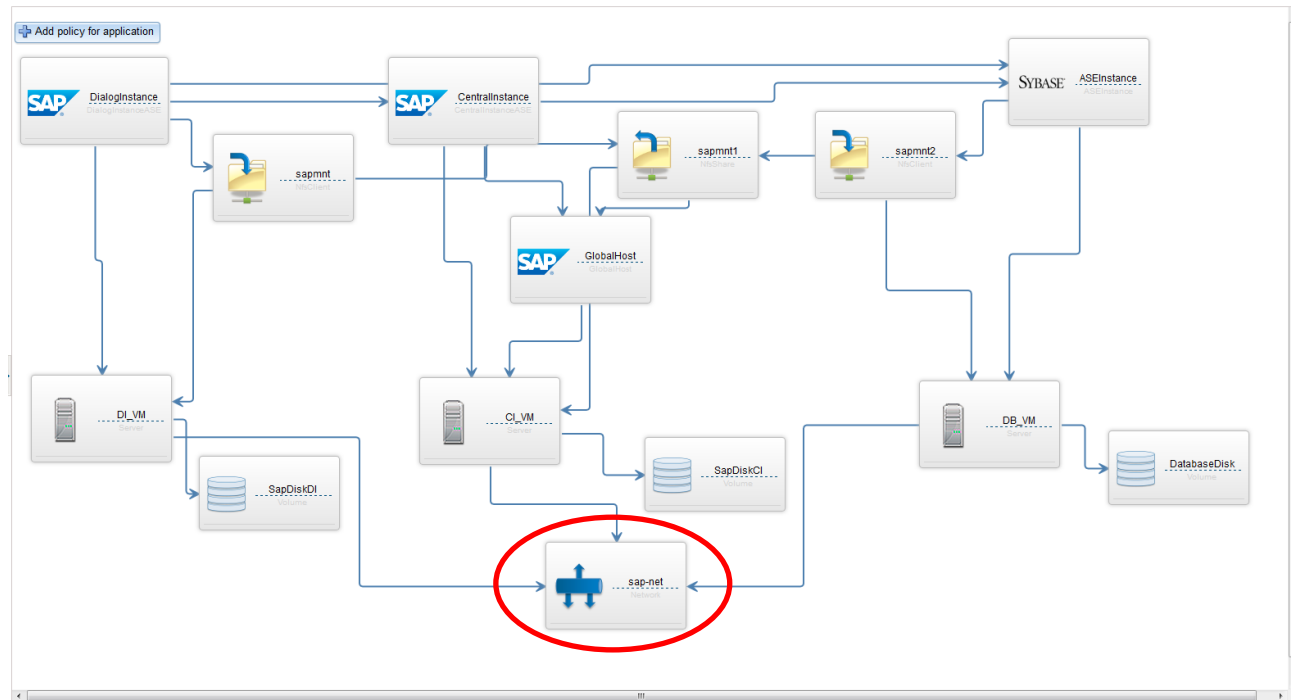 Add policy for application
SAP
DialogInstance
DialogInstanceASE
SAP
CentralInstance
CentralInstanceASE
SYBASE
ASEInstance
ASEInstance
sapmnt
NfsClient
sapmnt1
NfsShare
sapmnt2
NfsClient
SAP
GlobalHost
GlobalHost
DI_VM
Server
CI_VM
Server
DB_VM
Server
SapDiskDI
Volume
SapDiskCI
Volume
DatabaseDisk
Volume
sap-net
Network